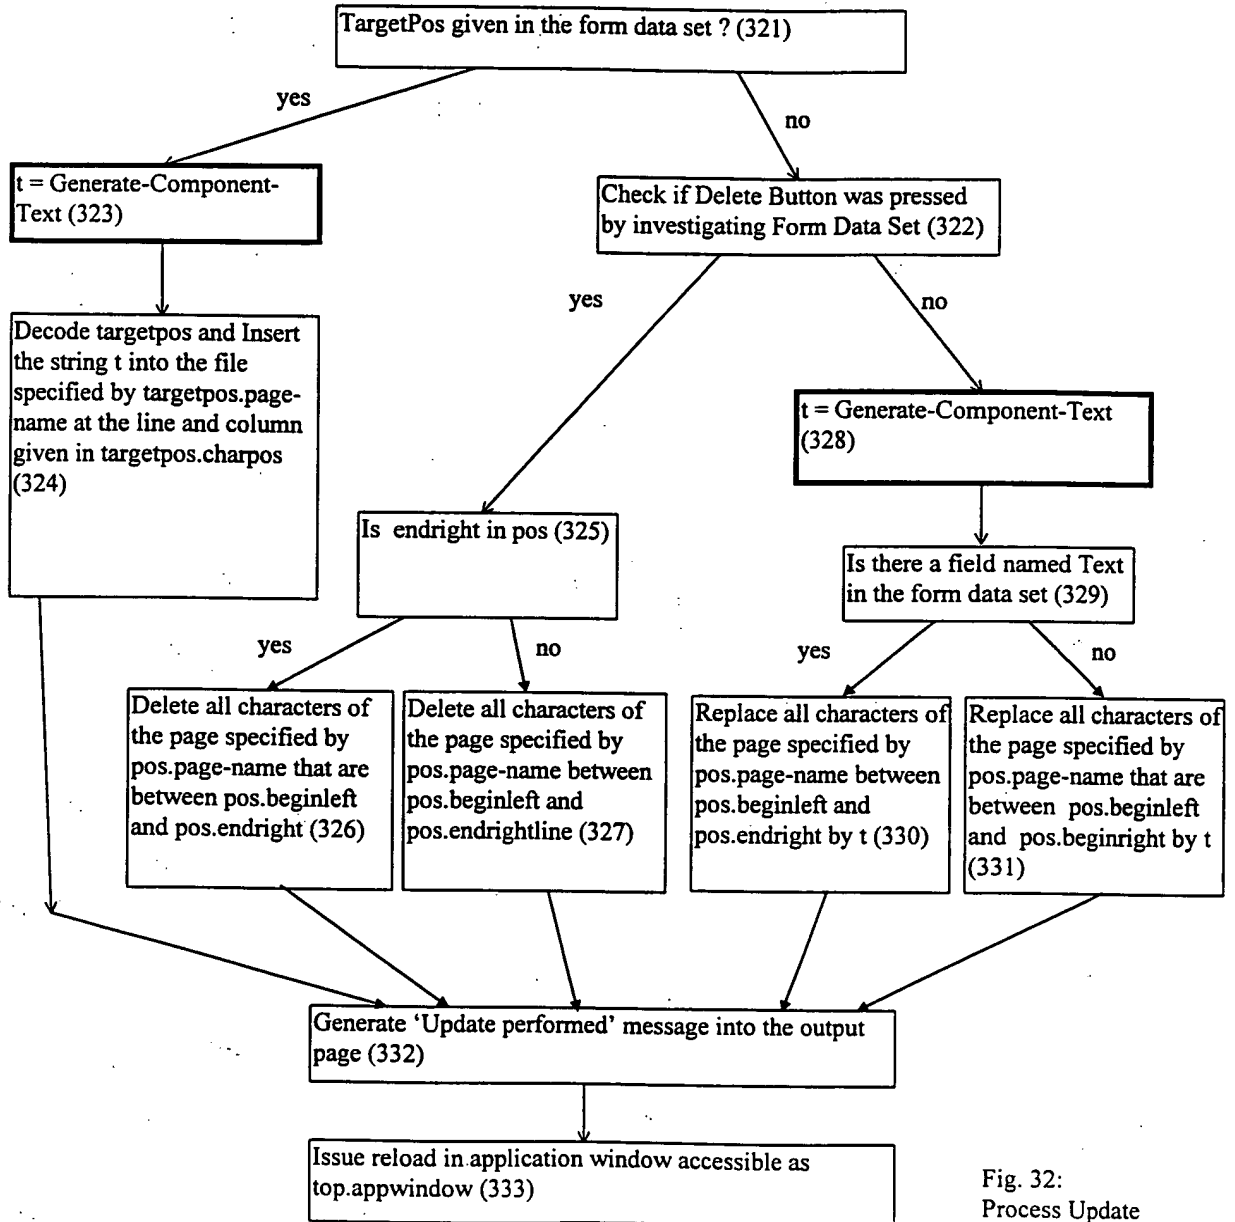 TargetPos given in the form data set ? (321)
yes
no
t = Generate-Component-
Text (323)
Check if Delete Button was pressed
by investigating Form Data Set (322)
yes
no
Decode targetpos and Insert
the string t into the file
specified by targetpos.page-
name at the line and column
given in targetpos.charpos
(324)
t = Generate-Component-Text
(328)
Is endright in pos (325)
Is there a field named Text
in the form data set (329)
yes
no
yes
no
Delete all characters of
the page specified by
pos.page-name that are
between pos.beginleft
and pos.endright (326)
Delete all characters of
the page specified by
pos.page-name between
pos.beginleft and
pos.endrightline (327)
Replace all characters of
the page specified by
pos.page-name between
pos.beginleft and
pos.endright by t (330)
Replace all characters of
the page specified by
pos.page-name that are
between pos.beginleft
and pos.beginright by t
(331)
Generate ‘Update performed’ message into the output
page (332)
Issue reload in application window accessible as
top.appwindow (333)
Fig. 32:
Process Update